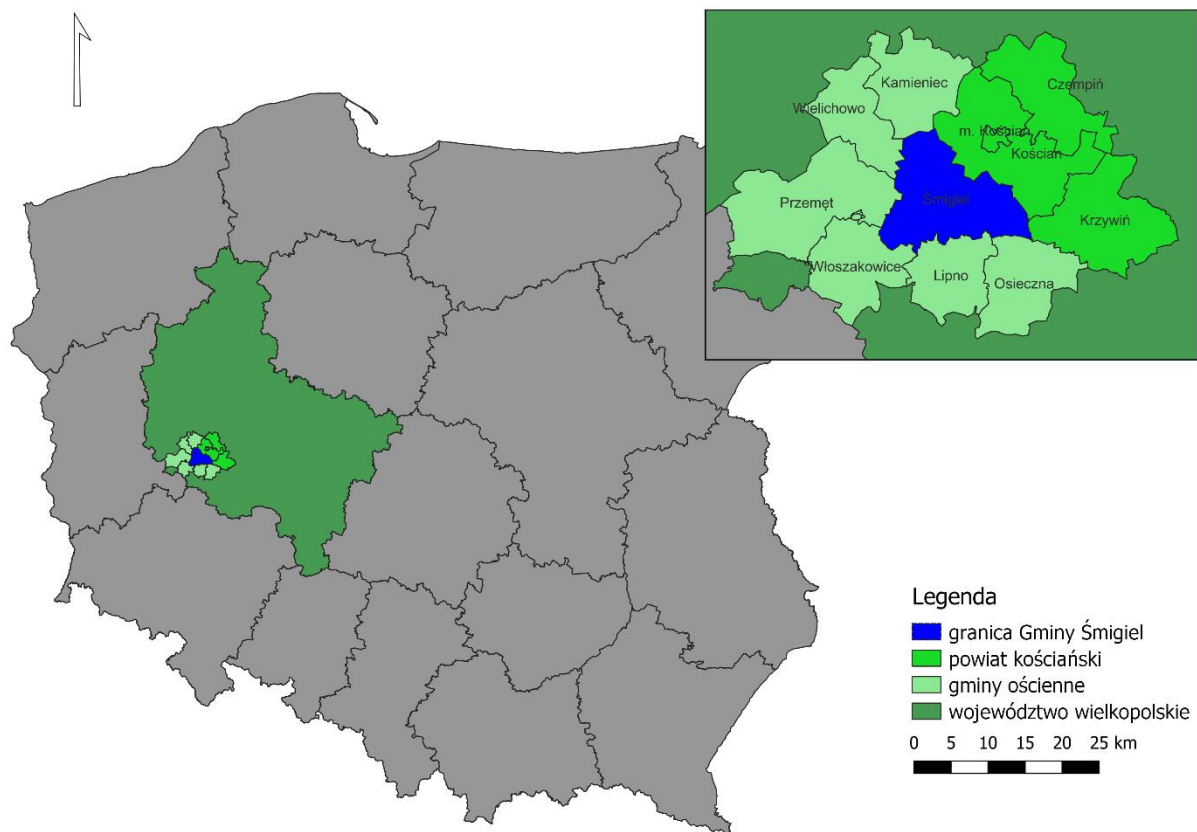 Kamieniec
Czempiń
Wielichowo
m. Kościan
Kościan
Śmigiel
Przemęt
Krzywiń
Włoszakowice
Lipno
Osieczna
Legenda
granica Gminy Śmigiel
powiat kościański
gminy ościenne
województwo wielkopolskie
0 5 10 15 20 25 km